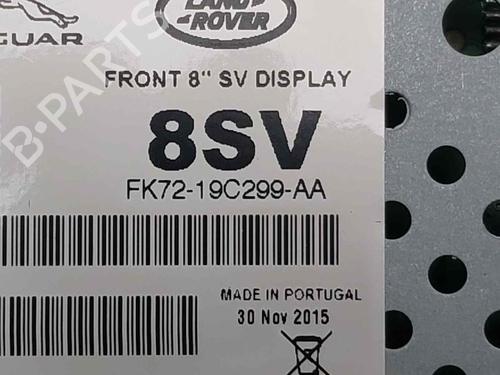 GUAR
LAND
ROVER
FRONT 8" SV DISPLAY
8SV
FK72-19C299-AA
MADE IN PORTUGAL
30 Nov 2015
B-PARTS